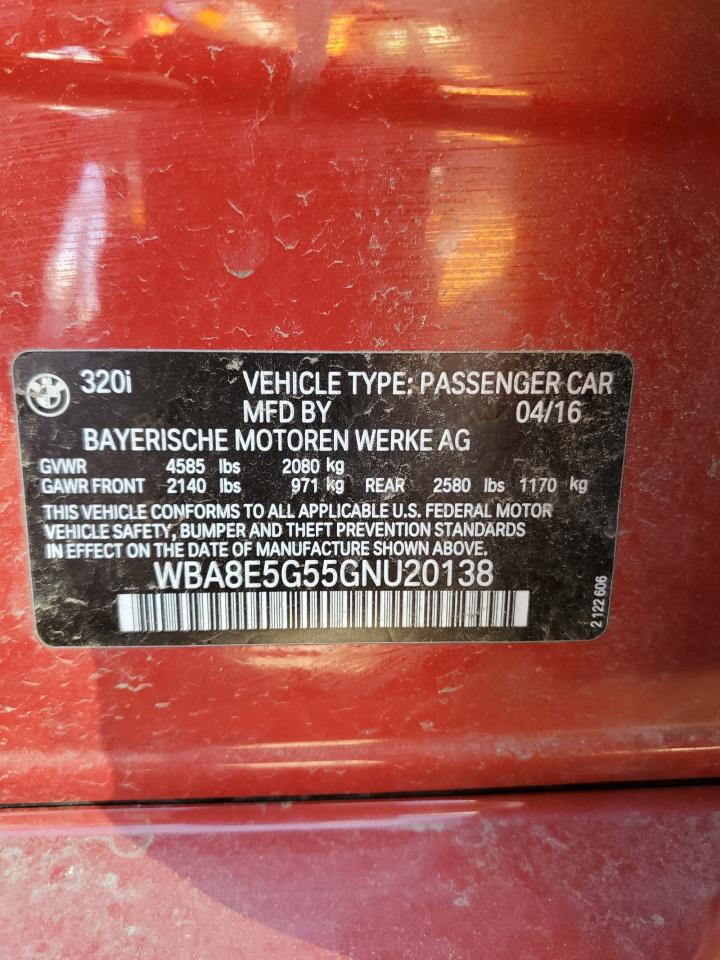 320i VEHICLE TYPE: PASSENGER CAR
MFD BY 04/16
BAYERISCHE MOTOREN WERKE AG
GVWR 4585 lbs 2080 kg
GAWR FRONT 2140 lbs 971 kg REAR 2580 lbs 1170 kg
THIS VEHICLE CONFORMS TO ALL APPLICABLE U.S. FEDERAL MOTOR
VEHICLE SAFETY, BUMPER AND THEFT PREVENTION STANDARDS
IN EFFECT ON THE DATE OF MANUFACTURE SHOWN ABOVE.
WBA8E5G55GNU20138
2 122 606